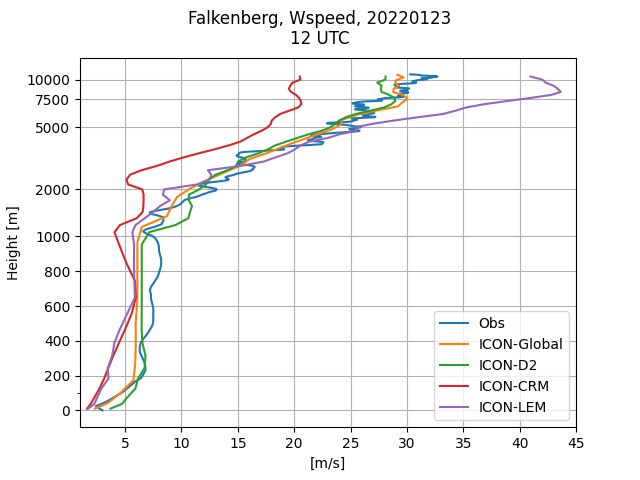 Falkenberg, Wspeed, 20220123
12 UTC
Height [m]
10000
7500
5000
2000
1000
800
600
400
200
0
Obs
ICON-Global
ICON-D2
ICON-CRM
ICON-LEM
5 10 15 20 25 30 35 40 45
[m/s]